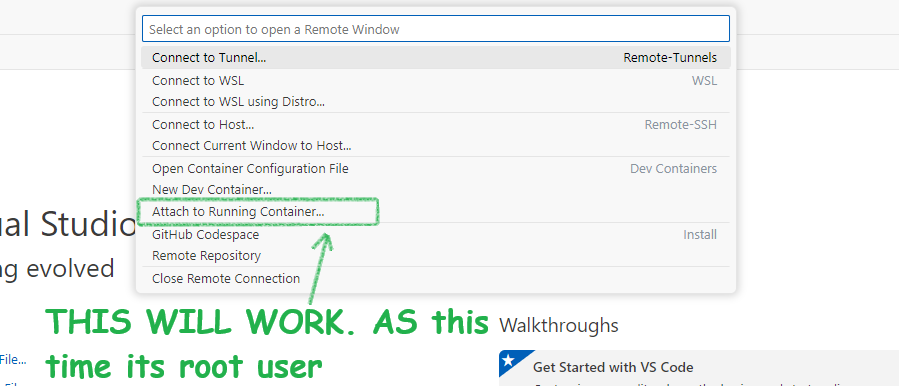 Select an option to open a Remote Window
Connect to Tunnel... Remote-Tunnels
Connect to WSL WSL
Connect to WSL using Distro...
Connect to Host... Remote-SSH
Connect Current Window to Host...
Open Container Configuration File Dev Containers
New Dev Container...
Attach to Running Container...
GitHub Codespace Install
Remote Repository
Close Remote Connection
ual Studio
ng evolved
THIS WILL WORK. AS this
time its root user
Walkthroughs
File...
Get Started with VS Code